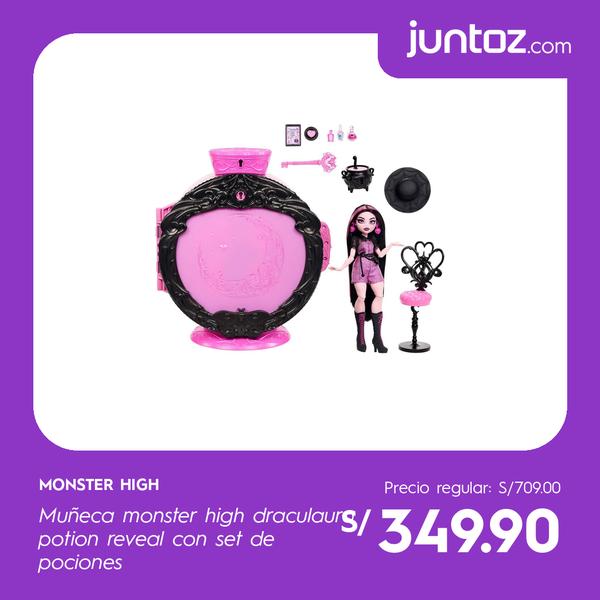 juntoz.com
MONSTER HIGH
Precio regular: S/709.00
Muñeca monster high draculaura
potion reveal con set de
pociones
S/ 349.90